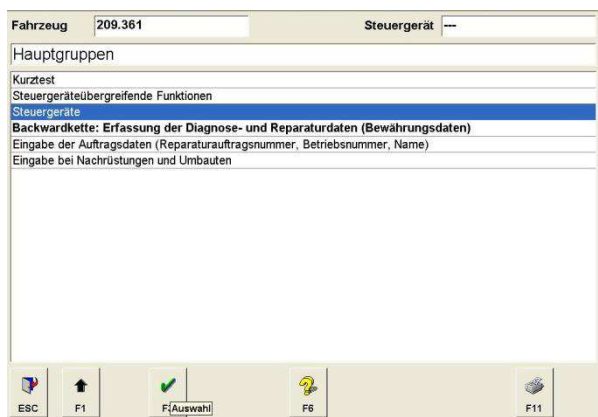 Fahrzeug 209.361 Steuergerät ---
Hauptgruppen
Kurztest
Steuergeräteübergreifende Funktionen
Steuergeräte
Backwardkette: Erfassung der Diagnose- und Reparaturdaten (Bewährungsdaten)
Eingabe der Auftragsdaten (Reparaturauftragsnummer, Betriebsnummer, Name)
Eingabe bei Nachrüstungen und Umbauten
ESC F1 Auswahl F6 F11